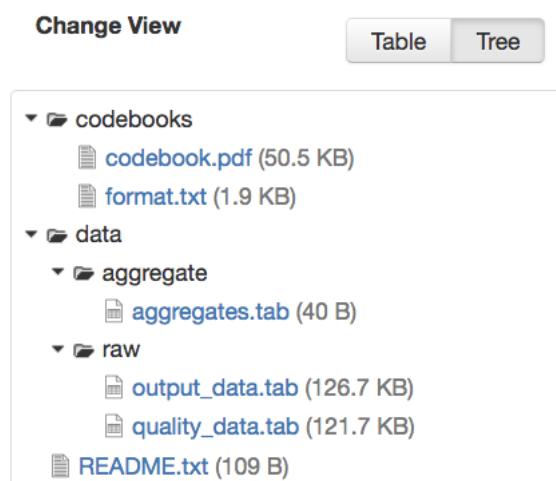 Change View
Table Tree
codebooks
codebook.pdf (50.5 KB)
format.txt (1.9 KB)
data
aggregate
aggregates.tab (40 B)
raw
output_data.tab (126.7 KB)
quality_data.tab (121.7 KB)
README.txt (109 B)